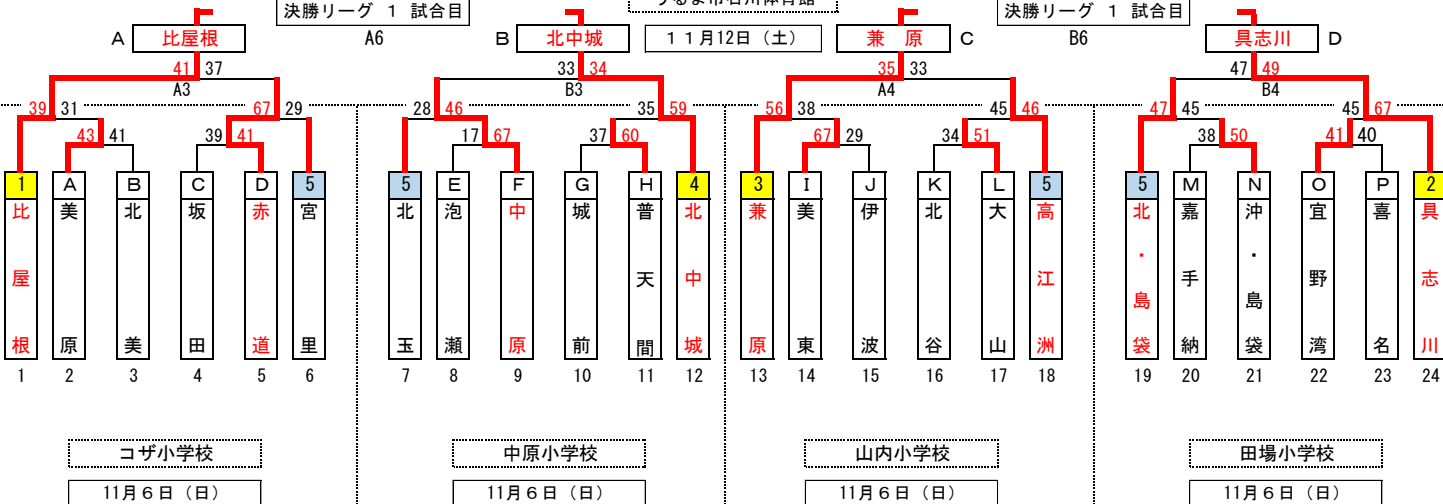 決勝リーグ 1 試合目 決勝リーグ 1 試合目
A 比屋根 A6 B 北中城 11月12日（土） 兼 原 C B6 具志川 D
41 37 33 34 35 33 47 49
A3 B3 A4 B4
39 31 67 29 28 46 35 59 56 38 45 46 47 45 45 67
43 41 39 41 17 67 37 60 67 29 34 51 38 50 41 40
1 A B C D 5 5 E F G H 4 3 I J K L 5 5 M N O P 2
比屋根 美原 北美 坂田 赤道 宮里 北玉 泡瀬 中原 城前 普天間 北中城 兼原 美東 伊波 北谷 大山 高江洲 北・島袋 嘉手納 沖・島袋 宜野湾 喜名 具志川
1 2 3 4 5 6 7 8 9 10 11 12 13 14 15 16 17 18 19 20 21 22 23 24
コザ小学校 中原小学校 山内小学校 田場小学校
11月６日（日） 11月６日（日） 11月６日（日） 11月６日（日）